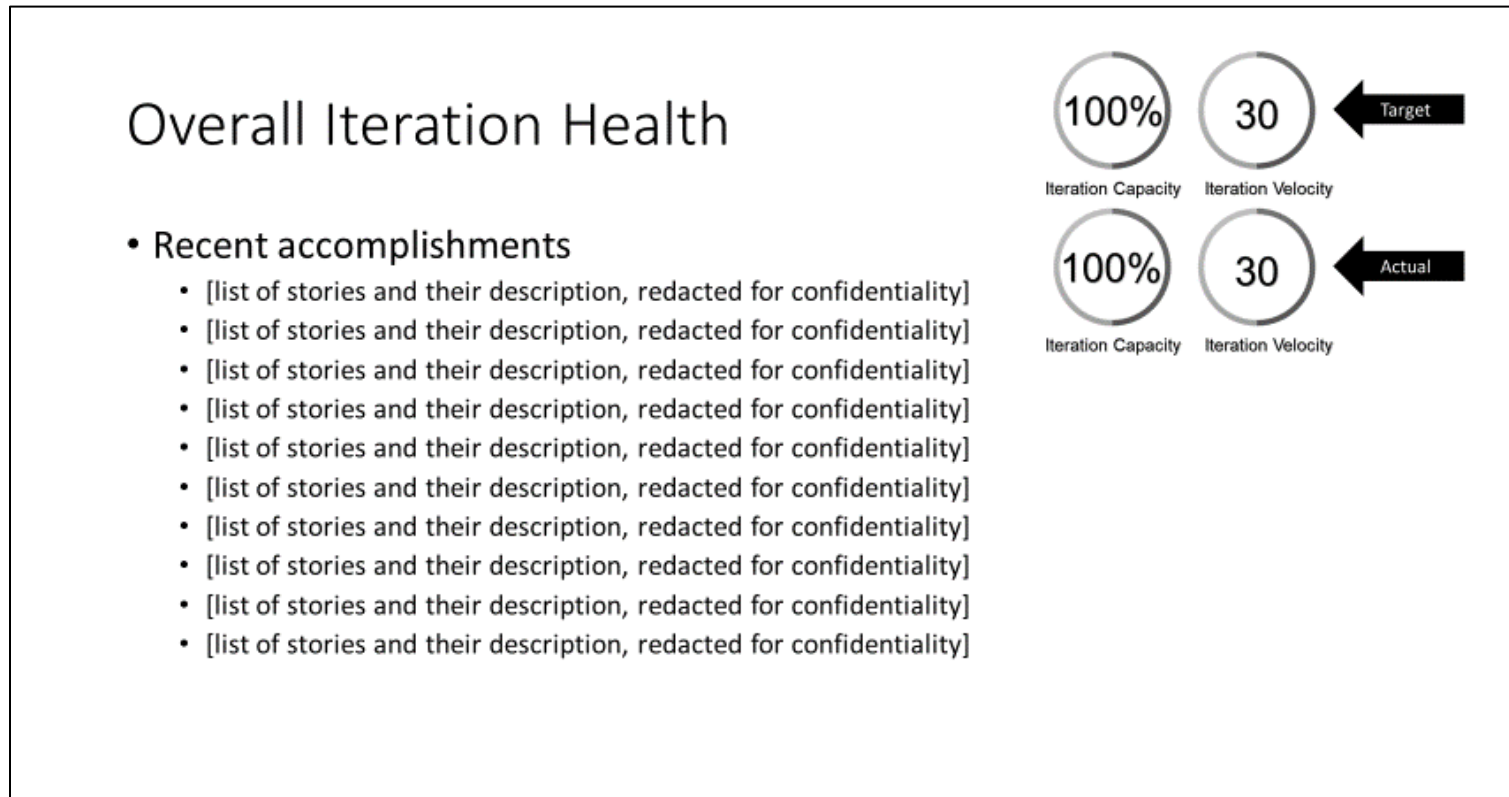 Overall Iteration Health
• Recent accomplishments
• [list of stories and their description, redacted for confidentiality]
• [list of stories and their description, redacted for confidentiality]
• [list of stories and their description, redacted for confidentiality]
• [list of stories and their description, redacted for confidentiality]
• [list of stories and their description, redacted for confidentiality]
• [list of stories and their description, redacted for confidentiality]
• [list of stories and their description, redacted for confidentiality]
• [list of stories and their description, redacted for confidentiality]
• [list of stories and their description, redacted for confidentiality]
• [list of stories and their description, redacted for confidentiality]
100% 30 Target
Iteration Capacity Iteration Velocity
100% 30 Actual
Iteration Capacity Iteration Velocity